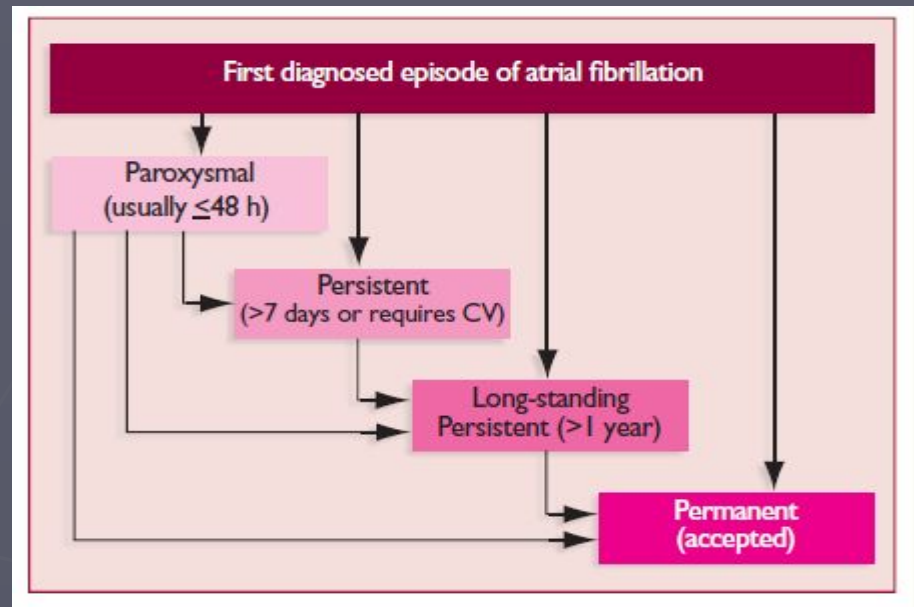 First diagnosed episode of atrial fibrillation
Paroxysmal
(usually ≤48 h)
Persistent
(>7 days or requires CV)
Long-standing
Persistent (>1 year)
Permanent
(accepted)